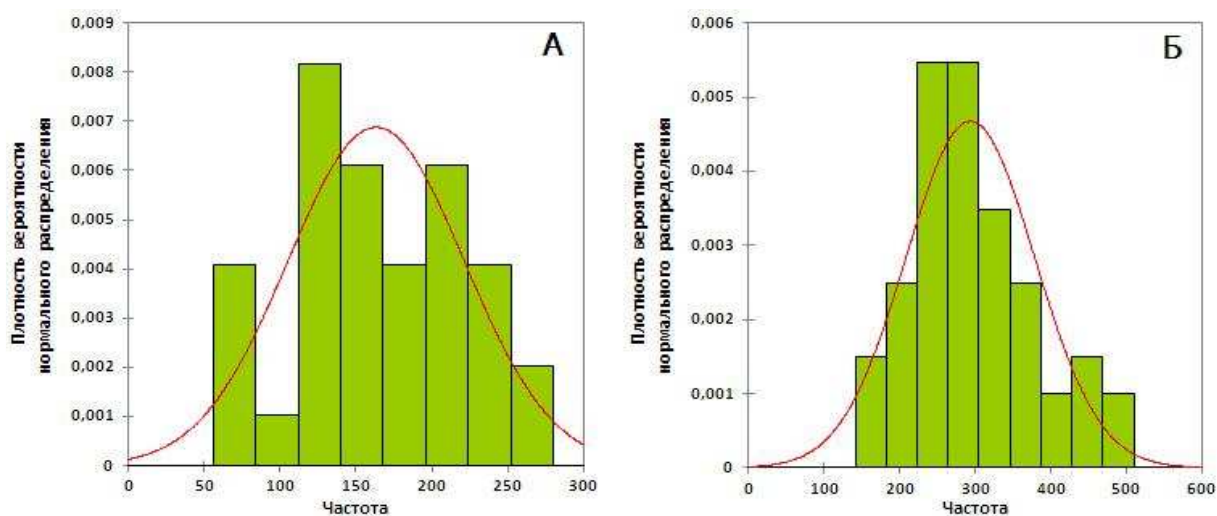 А
Плотность вероятности
нормального распределения
0,009
0,008
0,007
0,006
0,005
0,004
0,003
0,002
0,001
0
0 50 100 150 200 250 300
Частота
Б
Плотность вероятности
нормального распределения
0,006
0,005
0,004
0,003
0,002
0,001
0
0 100 200 300 400 500 600
Частота